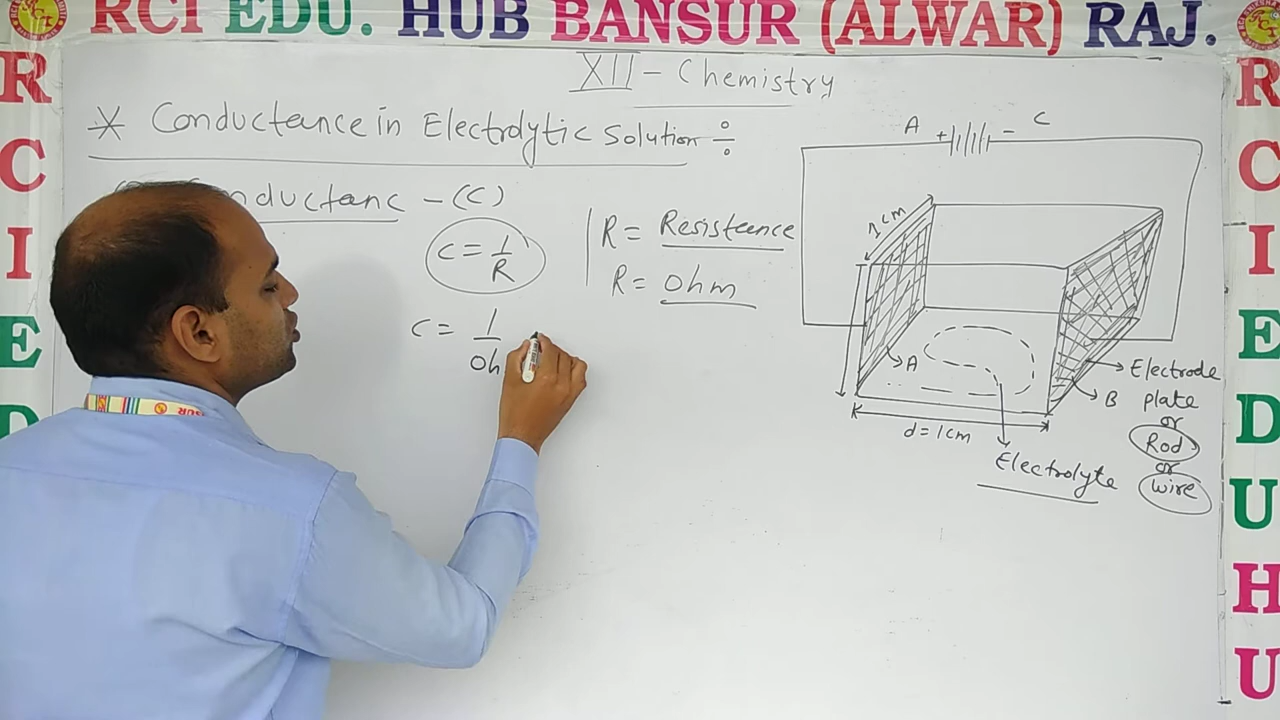 RCI EDU. HUB BANSUR (ALWAR) RAJ.
R
C
I
E
D
XII - Chemistry
* Conductance in Electrolytic Solution ÷
Conductanc - (C)
C = 1/R
R = Resisteence
R = Ohm
C = 1/Oh
A + - C
1cm
A
B
d = 1cm
Electrolyte
Electrode
plate
or
Rod
or
wire
R
C
I
E
D
U
H
U